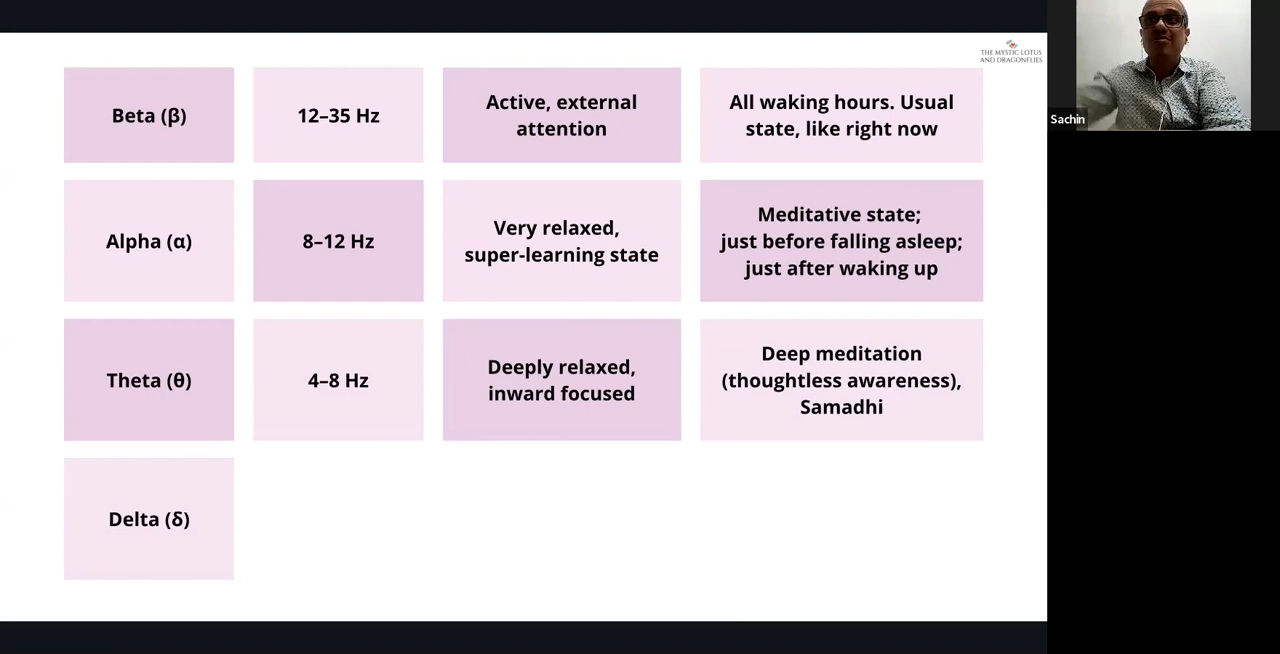 THE MYSTIC LOTUS
AND DRAGONFLIES
Sachin
Beta (β)
12–35 Hz
Active, external
attention
All waking hours. Usual
state, like right now
Alpha (α)
8–12 Hz
Very relaxed,
super-learning state
Meditative state;
just before falling asleep;
just after waking up
Theta (θ)
4–8 Hz
Deeply relaxed,
inward focused
Deep meditation
(thoughtless awareness),
Samadhi
Delta (δ)